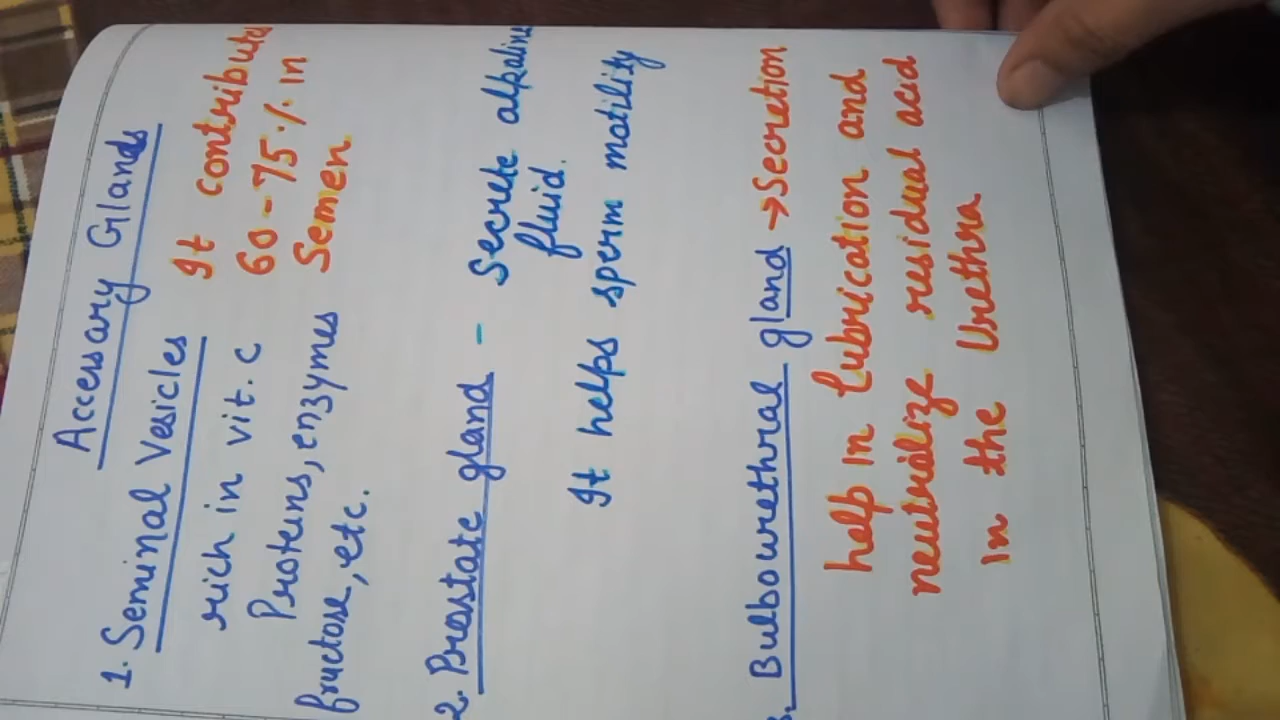 Accessary Glands
1. Seminal Vesicles
rich in vit. C
Proteins, enzymes
fructose, etc.
It contributes
60-75% in
Semen
2. Prostate gland - Secrete alkaline
fluid.
It helps sperm motility
3. Bulbourethral gland → Secretion
help in lubrication and
neutrialize residual acid
in the Urethra